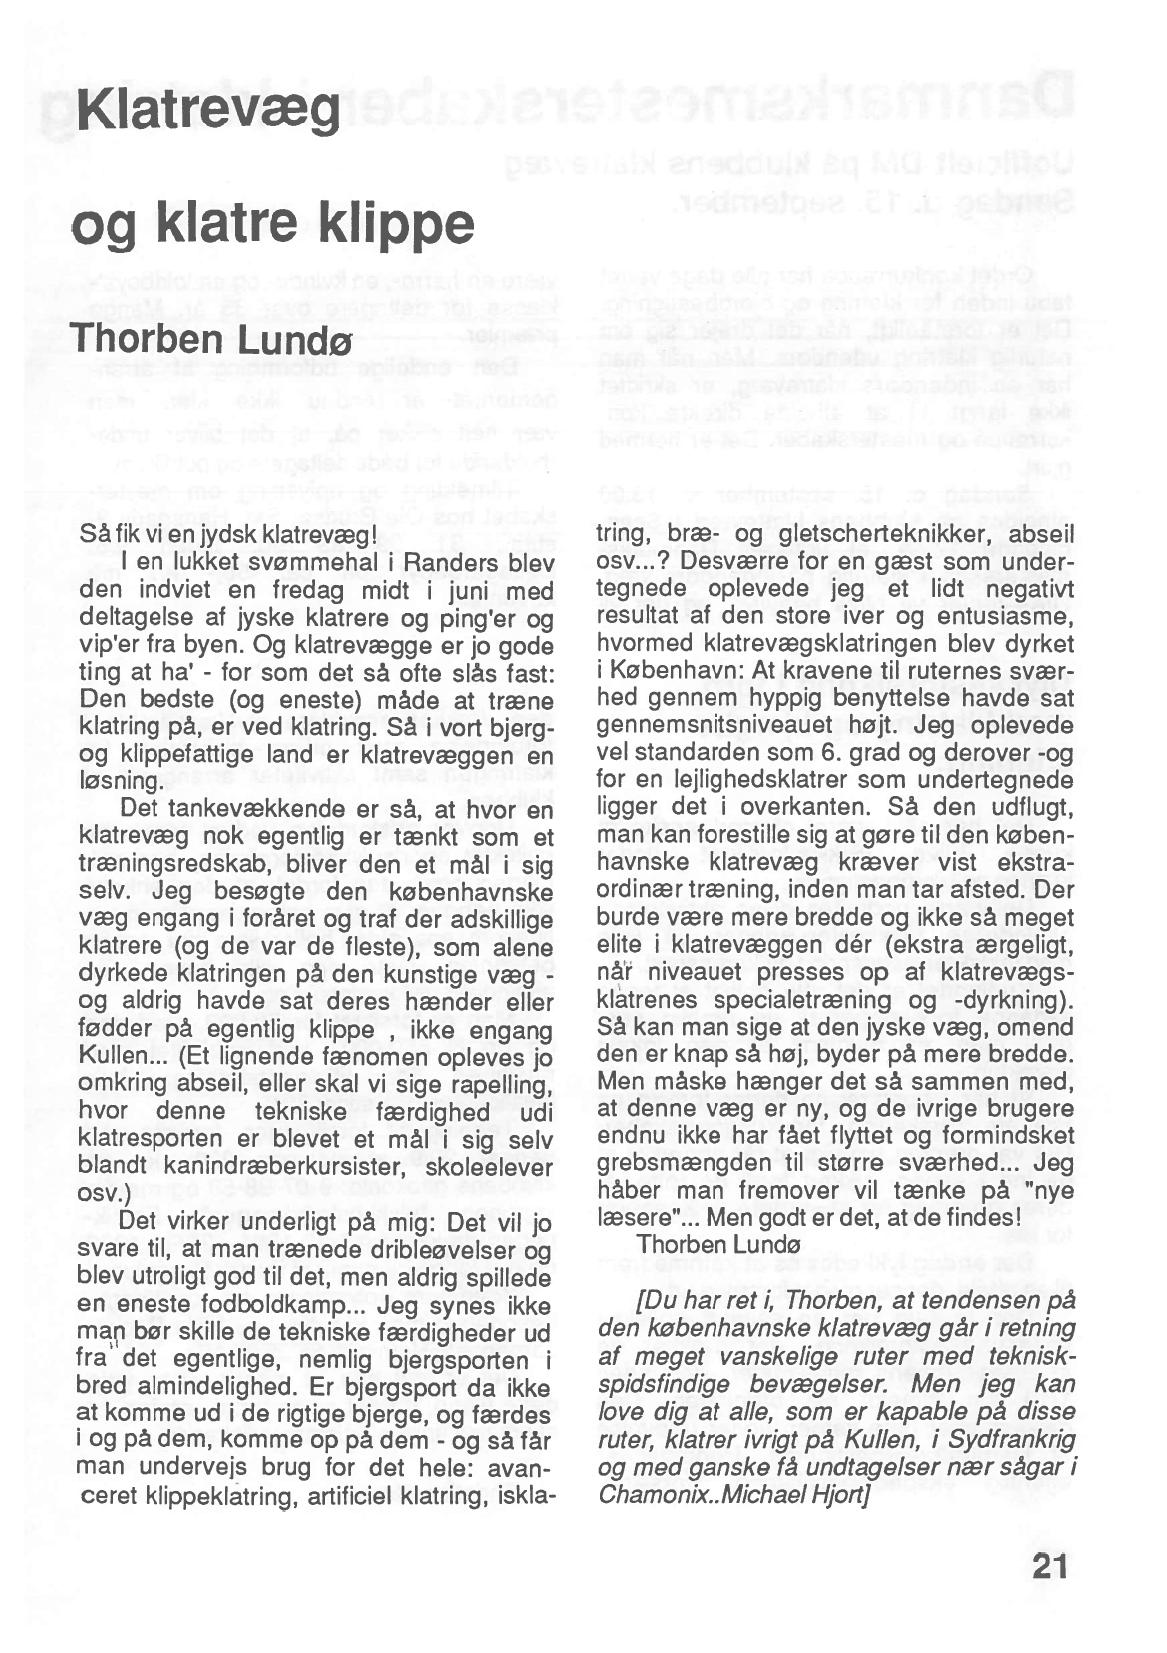 Klatrevæg
og klatre klippe
Thorben Lundø
Så fik vi en jydsk klatrevæg!
I en lukket svømmehal i Randers blev
den indviet en fredag midt i juni med
deltagelse af jyske klatrere og ping'er og
vip'er fra byen. Og klatrevægge er jo gode
ting at ha' - for som det så ofte slås fast:
Den bedste (og eneste) måde at træne
klatring på, er ved klatring. Så i vort bjerg-
og klippefattige land er klatrevæggen en
løsning.
Det tankevækkende er så, at hvor en
klatrevæg nok egentlig er tænkt som et
træningsredskab, bliver den et mål i sig
selv. Jeg besøgte den københavnske
væg engang i foråret og traf der adskillige
klatrere (og de var de fleste), som alene
dyrkede klatringen på den kunstige væg -
og aldrig havde sat deres hænder eller
fødder på egentlig klippe , ikke engang
Kullen... (Et lignende fænomen opleves jo
omkring abseil, eller skal vi sige rapelling,
hvor denne tekniske færdighed udi
klatresporten er blevet et mål i sig selv
blandt kanindræberkursister, skoleelever
osv.)
Det virker underligt på mig: Det vil jo
svare til, at man trænede dribleøvelser og
blev utroligt god til det, men aldrig spillede
en eneste fodboldkamp... Jeg synes ikke
man bør skille de tekniske færdigheder ud
fra det egentlige, nemlig bjergsporten i
bred almindelighed. Er bjergsport da ikke
at komme ud i de rigtige bjerge, og færdes
i og på dem, komme op på dem - og så får
man undervejs brug for det hele: avan-
ceret klippeklatring, artificiel klatring, iskla-
tring, bræ- og gletscherteknikker, abseil
osv...? Desværre for en gæst som under-
tegnede oplevede jeg et lidt negativt
resultat af den store iver og entusiasme,
hvormed klatrevægsklatringen blev dyrket
i København: At kravene til ruternes svær-
hed gennem hyppig benyttelse havde sat
gennemsnitsniveauet højt. Jeg oplevede
vel standarden som 6. grad og derover -og
for en lejlighedsklatrer som undertegnede
ligger det i overkanten. Så den udflugt,
man kan forestille sig at gøre til den køben-
havnske klatrevæg kræver vist ekstra-
ordinær træning, inden man tar afsted. Der
burde være mere bredde og ikke så meget
elite i klatrevæggen dér (ekstra ærgeligt,
når niveauet presses op af klatrevægs-
klatrenes specialetræning og -dyrkning).
Så kan man sige at den jyske væg, omend
den er knap så høj, byder på mere bredde.
Men måske hænger det så sammen med,
at denne væg er ny, og de ivrige brugere
endnu ikke har fået flyttet og formindsket
grebsmængden til større sværhed... Jeg
håber man fremover vil tænke på "nye
læsere"... Men godt er det, at de findes!
Thorben Lundø
[Du har ret i, Thorben, at tendensen på
den københavnske klatrevæg går i retning
af meget vanskelige ruter med teknisk-
spidsfindige bevægelser. Men jeg kan
love dig at alle, som er kapable på disse
ruter, klatrer ivrigt på Kullen, i Sydfrankrig
og med ganske få undtagelser nær sågar i
Chamonix..Michael Hjort]
21